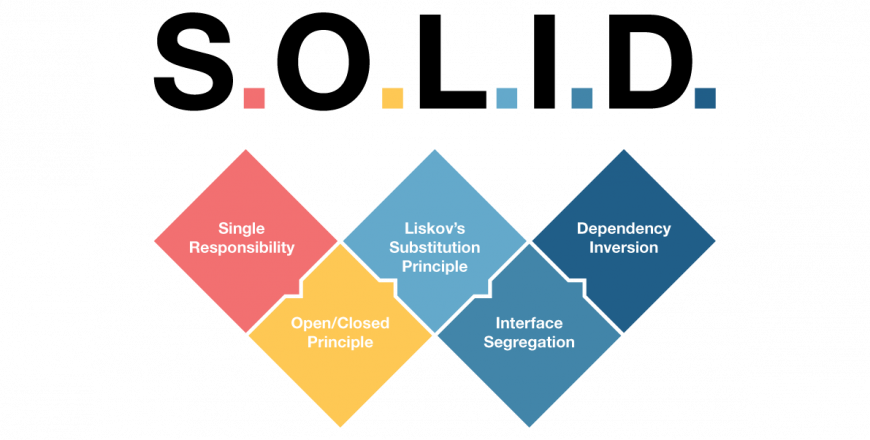 S.O.L.I.D.
Single
Responsibility
Open/Closed
Principle
Liskov's
Substitution
Principle
Interface
Segregation
Dependency
Inversion